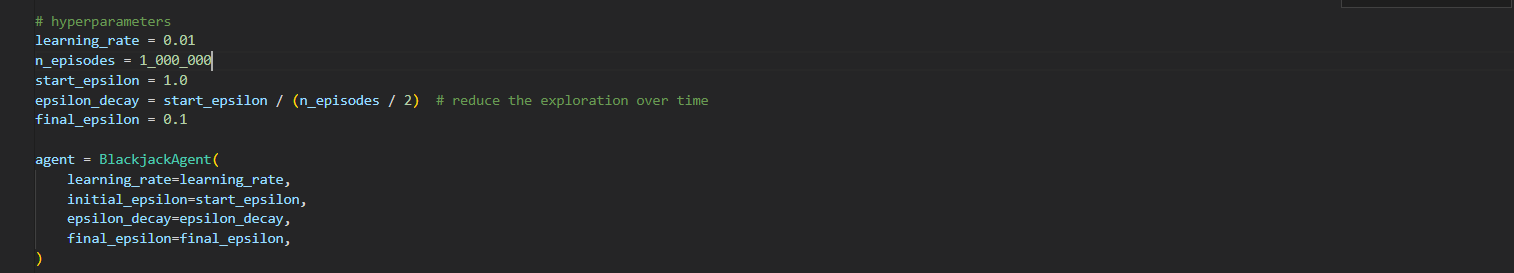 # hyperparameters
learning_rate = 0.01
n_episodes = 1_000_000
start_epsilon = 1.0
epsilon_decay = start_epsilon / (n_episodes / 2)  # reduce the exploration over time
final_epsilon = 0.1

agent = BlackjackAgent(
    learning_rate=learning_rate,
    initial_epsilon=start_epsilon,
    epsilon_decay=epsilon_decay,
    final_epsilon=final_epsilon,
)